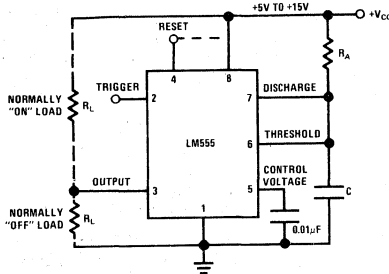 +5V TO +15V
+VCC
RESET
RA
4
8
TRIGGER
2
7
DISCHARGE
NORMALLY
"ON" LOAD
RL
LM555
6
THRESHOLD
CONTROL
VOLTAGE
OUTPUT
3
5
C
1
NORMALLY
"OFF" LOAD
RL
0.01μF